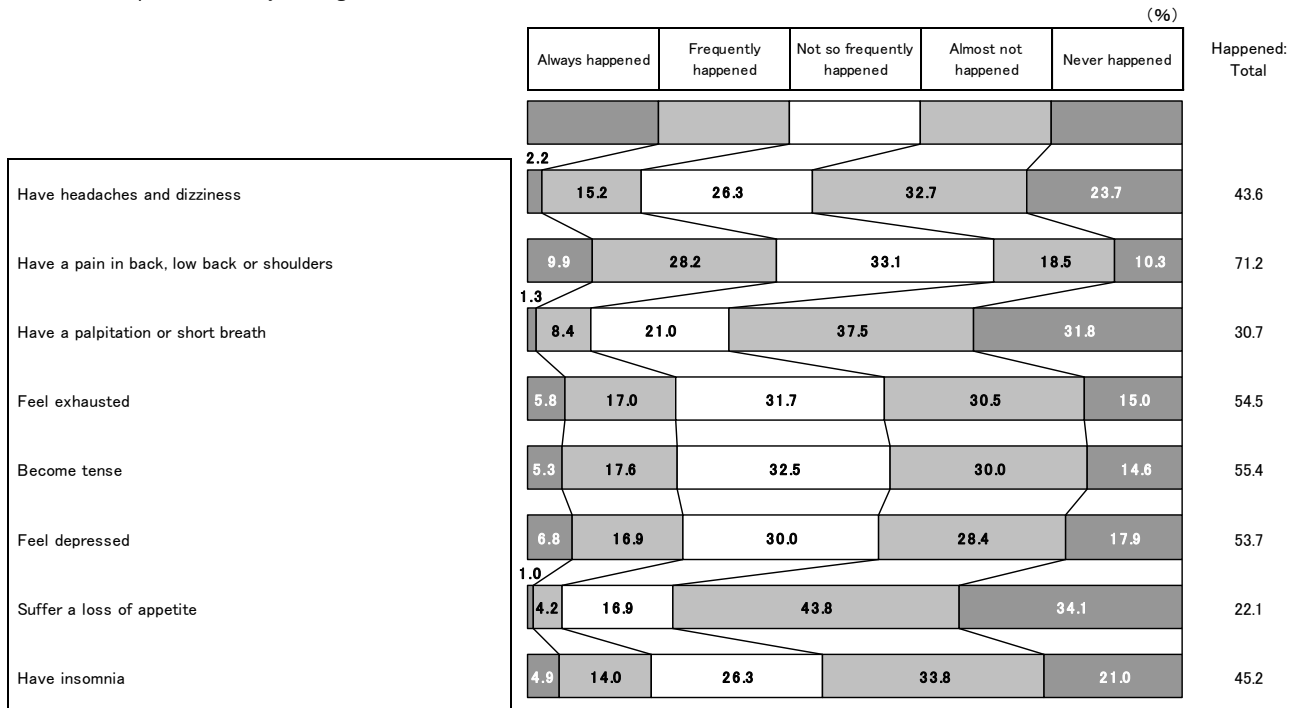 (%)
Always happened
Frequently happened
Not so frequently happened
Almost not happened
Never happened
Happened: Total
2.2
Have headaches and dizziness 15.2 26.3 32.7 23.7 43.6
Have a pain in back, low back or shoulders 9.9 28.2 33.1 18.5 10.3 71.2
1.3
Have a palpitation or short breath 8.4 21.0 37.5 31.8 30.7
Feel exhausted 5.8 17.0 31.7 30.5 15.0 54.5
Become tense 5.3 17.6 32.5 30.0 14.6 55.4
Feel depressed 6.8 16.9 30.0 28.4 17.9 53.7
1.0
Suffer a loss of appetite 4.2 16.9 43.8 34.1 22.1
Have insomnia 4.9 14.0 26.3 33.8 21.0 45.2